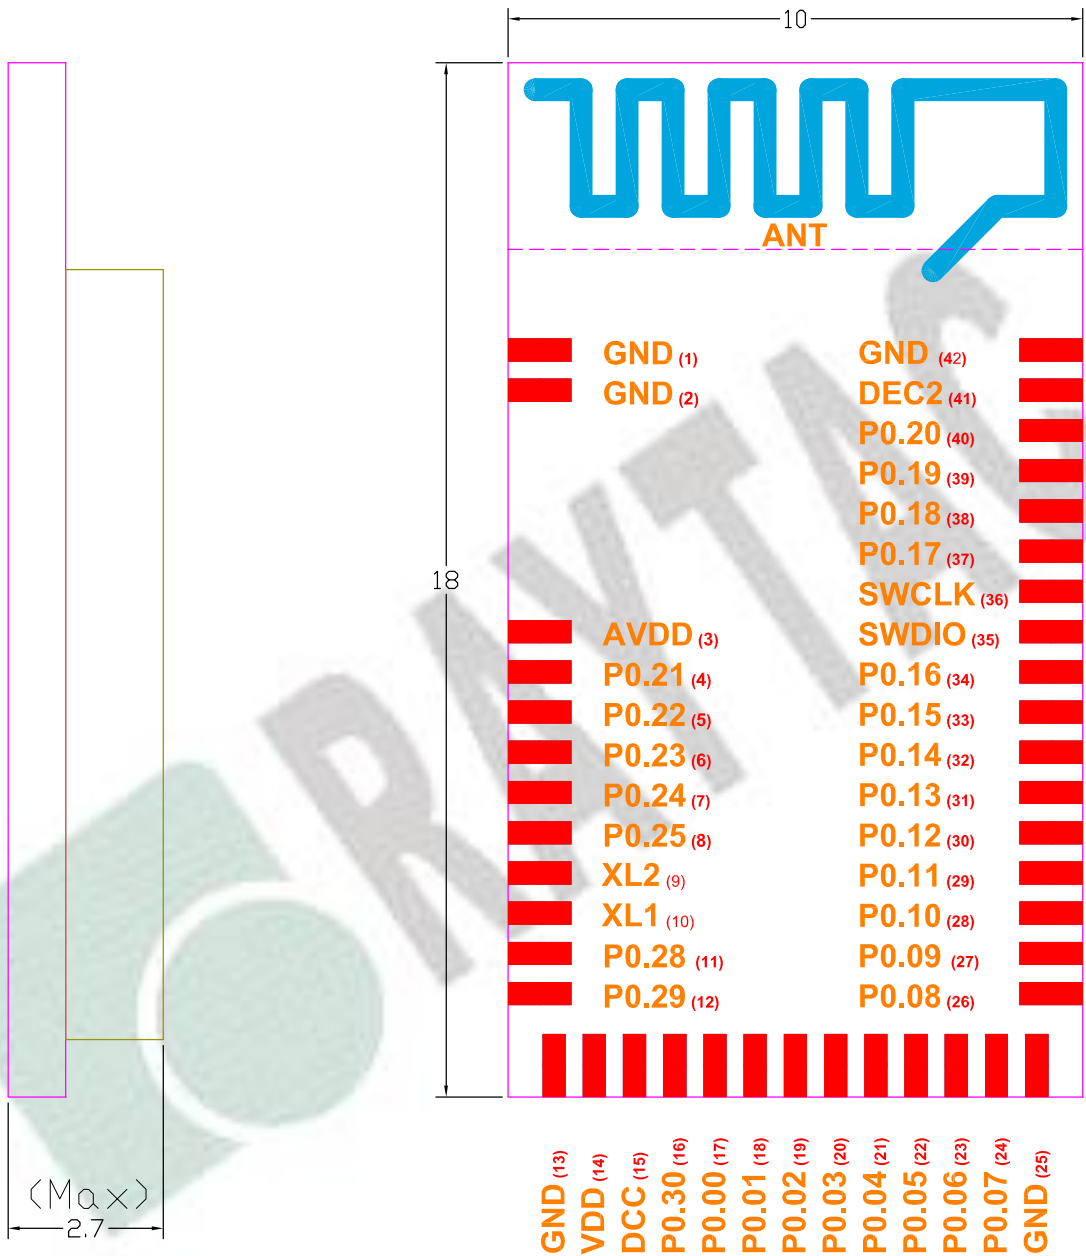 10
ANT
GND (1)
GND (2)
GND (42)
DEC2 (41)
P0.20 (40)
P0.19 (39)
P0.18 (38)
P0.17 (37)
SWCLK (36)
18
AVDD (3)
SWDIO (35)
P0.21 (4)
P0.16 (34)
P0.22 (5)
P0.15 (33)
P0.23 (6)
P0.14 (32)
P0.24 (7)
P0.13 (31)
P0.25 (8)
P0.12 (30)
XL2 (9)
P0.11 (29)
XL1 (10)
P0.10 (28)
P0.28 (11)
P0.09 (27)
P0.29 (12)
P0.08 (26)
GND (13)
VDD (14)
DCC (15)
P0.30 (16)
P0.00 (17)
P0.01 (18)
P0.02 (19)
P0.03 (20)
P0.04 (21)
P0.05 (22)
P0.06 (23)
P0.07 (24)
GND (25)
(Max)
2.7
RAYTAC